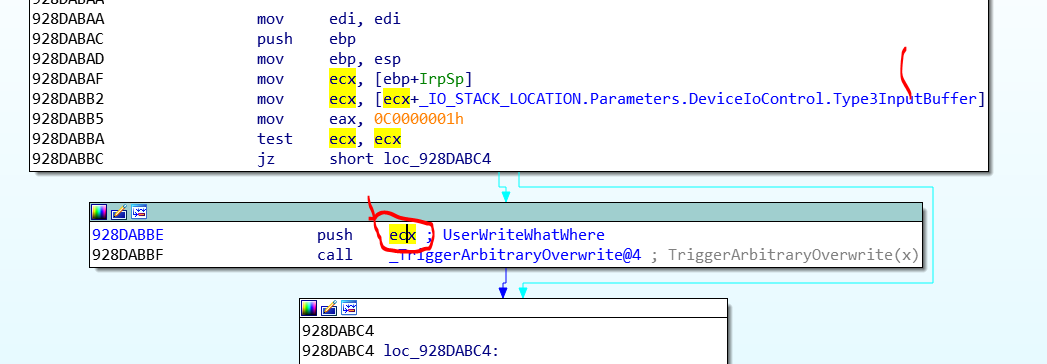 928DABAA
928DABAA mov edi, edi
928DABAC push ebp
928DABAD mov ebp, esp
928DABAF mov ecx, [ebp+IrpSp]
928DABB2 mov ecx, [ecx+_IO_STACK_LOCATION.Parameters.DeviceIoControl.Type3InputBuffer]
928DABB5 mov eax, 0C0000001h
928DABBA test ecx, ecx
928DABBC jz short loc_928DABC4
928DABBE push ecx ; UserWriteWhatWhere
928DABBF call _TriggerArbitraryOverwrite@4 ; TriggerArbitraryOverwrite(x)
928DABC4
928DABC4 loc_928DABC4: